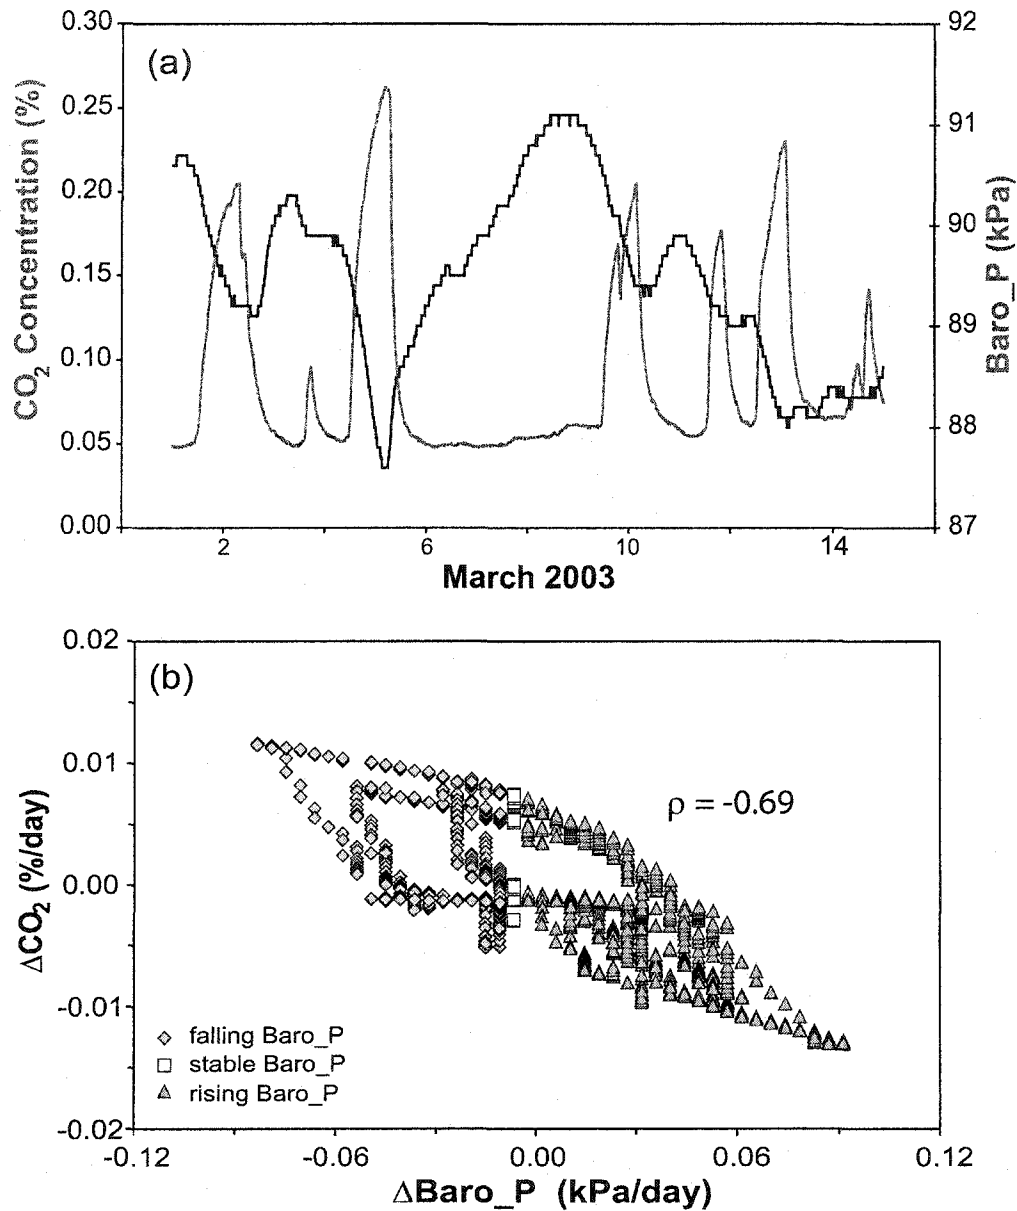 (a)
CO2 Concentration (%)
0.30
0.25
0.20
0.15
0.10
0.05
0.00
92
91
90
89
88
87
Baro_P (kPa)
2
6
10
14
March 2003
(b)
ΔCO2 (%/day)
0.02
0.01
0.00
-0.01
-0.02
ρ = -0.69
falling Baro_P
stable Baro_P
rising Baro_P
-0.12
-0.06
0.00
0.06
0.12
ΔBaro_P (kPa/day)